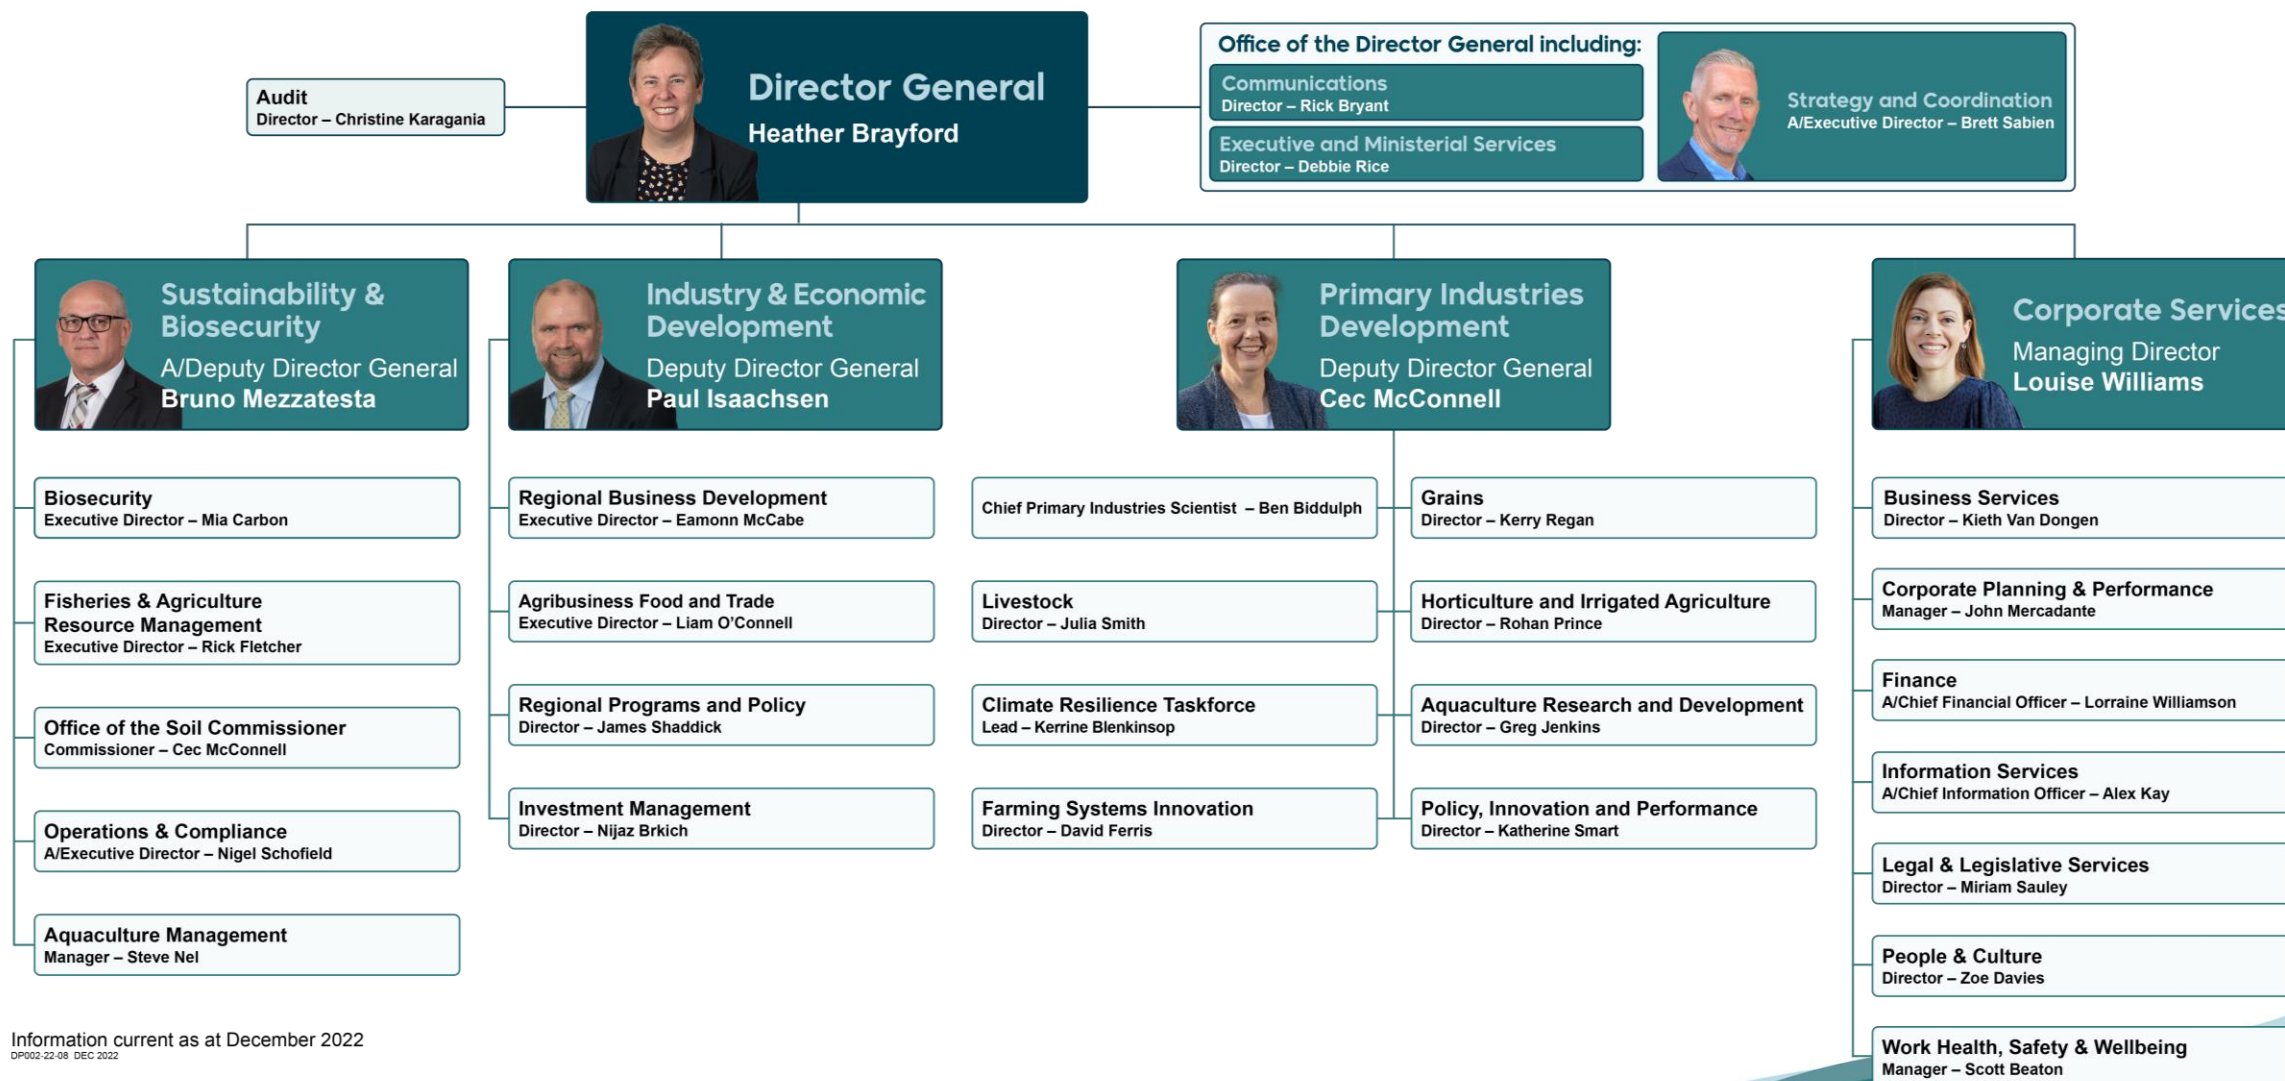 Audit
Director – Christine Karagania
Director General
Heather Brayford
Office of the Director General including:
Communications
Director – Rick Bryant
Executive and Ministerial Services
Director – Debbie Rice
Strategy and Coordination
A/Executive Director – Brett Sabien
Sustainability &
Biosecurity
A/Deputy Director General
Bruno Mezzatesta
Biosecurity
Executive Director – Mia Carbon
Fisheries & Agriculture
Resource Management
Executive Director – Rick Fletcher
Office of the Soil Commissioner
Commissioner – Cec McConnell
Operations & Compliance
A/Executive Director – Nigel Schofield
Aquaculture Management
Manager – Steve Nel
Industry & Economic
Development
Deputy Director General
Paul Isaachsen
Regional Business Development
Executive Director – Eamonn McCabe
Agribusiness Food and Trade
Executive Director – Liam O’Connell
Regional Programs and Policy
Director – James Shaddick
Investment Management
Director – Nijaz Brkich
Primary Industries
Development
Deputy Director General
Cec McConnell
Chief Primary Industries Scientist – Ben Biddulph
Livestock
Director – Julia Smith
Climate Resilience Taskforce
Lead – Kerrine Blenkinsop
Farming Systems Innovation
Director – David Ferris
Grains
Director – Kerry Regan
Horticulture and Irrigated Agriculture
Director – Rohan Prince
Aquaculture Research and Development
Director – Greg Jenkins
Policy, Innovation and Performance
Director – Katherine Smart
Corporate Services
Managing Director
Louise Williams
Business Services
Director – Kieth Van Dongen
Corporate Planning & Performance
Manager – John Mercadante
Finance
A/Chief Financial Officer – Lorraine Williamson
Information Services
A/Chief Information Officer – Alex Kay
Legal & Legislative Services
Director – Miriam Sauley
People & Culture
Director – Zoe Davies
Work Health, Safety & Wellbeing
Manager – Scott Beaton
Information current as at December 2022
DP002-22-08 DEC 2022